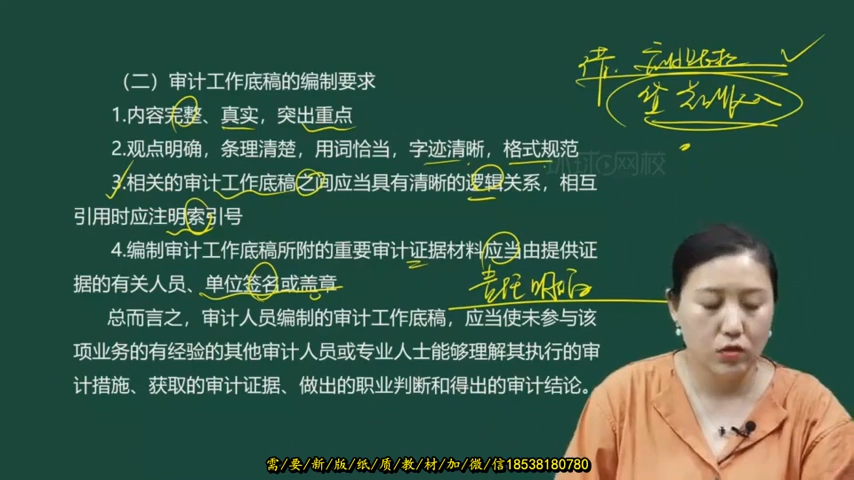 （二）审计工作底稿的编制要求
1.内容完整、真实，突出重点
2.观点明确，条理清楚，用词恰当，字迹清晰，格式规范
环球网校
3.相关的审计工作底稿之间应当具有清晰的逻辑关系，相互
引用时应注明索引号
4.编制审计工作底稿所附的重要审计证据材料应当由提供证
据的有关人员、单位签名或盖章
责任明确
总而言之，审计人员编制的审计工作底稿，应当使未参与该
项业务的有经验的其他审计人员或专业人士能够理解其执行的审
计措施、获取的审计证据、做出的职业判断和得出的审计结论。
需/要/新/版/纸/质/教/材/加/微/信18538180780